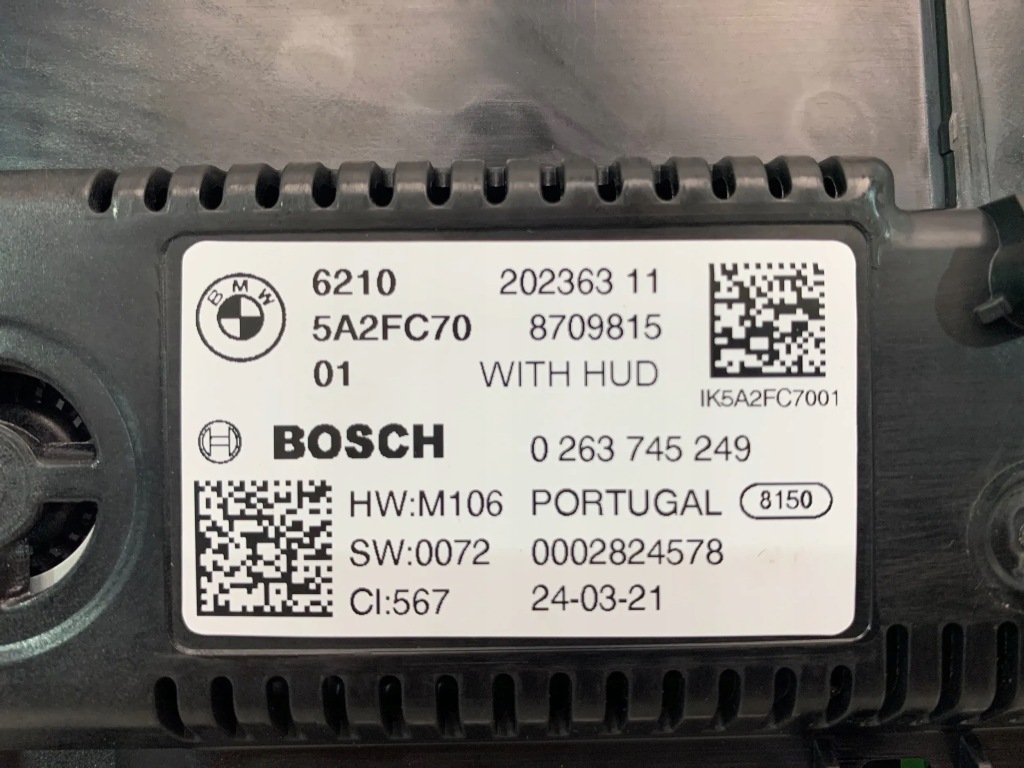 BMW
6210 202363 11
5A2FC70 8709815
01 WITH HUD
IK5A2FC7001
BOSCH 0 263 745 249
HW:M106 PORTUGAL 8150
SW:0072 0002824578
CI:567 24-03-21